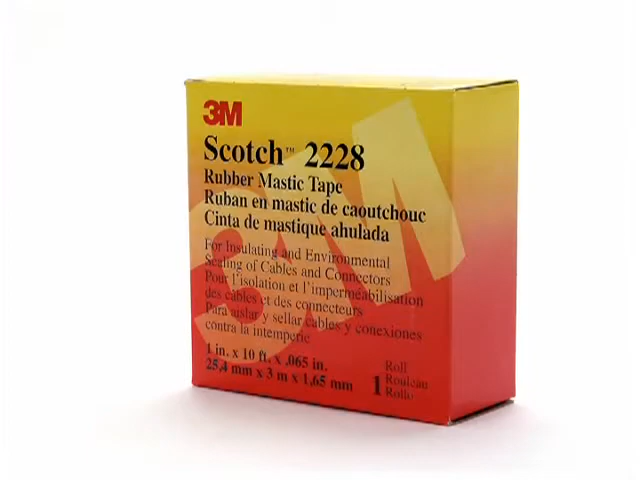 3M
Scotch™ 2228
Rubber Mastic Tape
Ruban en mastic de caoutchouc
Cinta de mastique ahulada
For Insulating and Environmental
Sealing of Cables and Connectors
Pour l'isolation et l'imperméabilisation
des cables et des connecteurs
Para aislar y sellar cables y conexiones
contra la intemperie
1 in. x 10 ft. x .065 in.
25,4 mm x 3 m x 1,65 mm
1 Roll
Rouleau
Rollo
3M